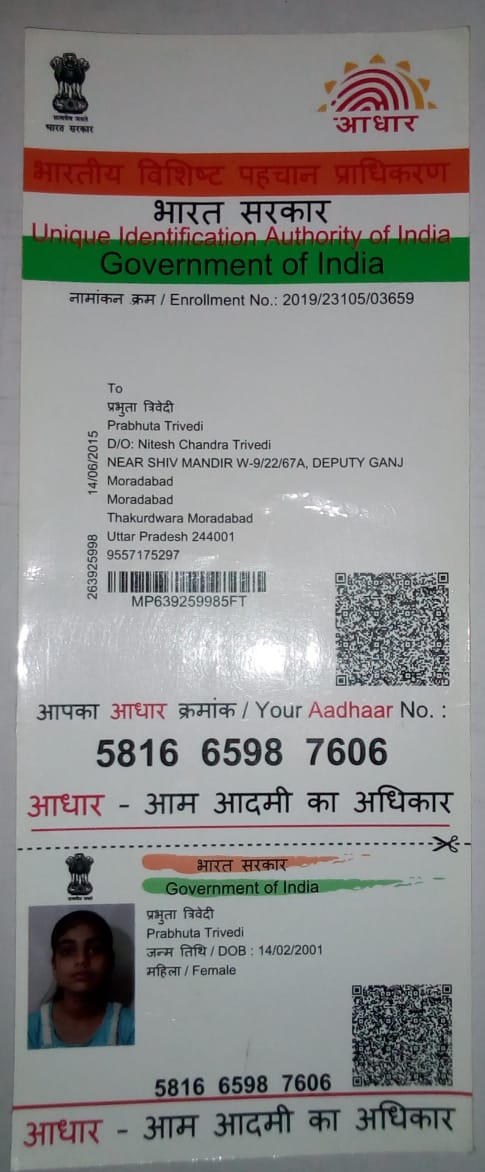 सत्यमेव जयते
भारत सरकार
आधार
भारतीय विशिष्ट पहचान प्राधिकरण
भारत सरकार
Unique Identification Authority of India
Government of India
नामांकन क्रम / Enrollment No.: 2019/23105/03659
To
प्रभुता त्रिवेदी
Prabhuta Trivedi
D/O: Nitesh Chandra Trivedi
NEAR SHIV MANDIR W-9/22/67A, DEPUTY GANJ
Moradabad
Moradabad
Thakurdwara Moradabad
Uttar Pradesh 244001
9557175297
14/06/2015
263925998
MP639259985FT
आपका आधार क्रमांक / Your Aadhaar No. :
5816 6598 7606
आधार - आम आदमी का अधिकार
भारत सरकार
Government of India
प्रभुता त्रिवेदी
Prabhuta Trivedi
जन्म तिथि / DOB : 14/02/2001
महिला / Female
5816 6598 7606
आधार - आम आदमी का अधिकार